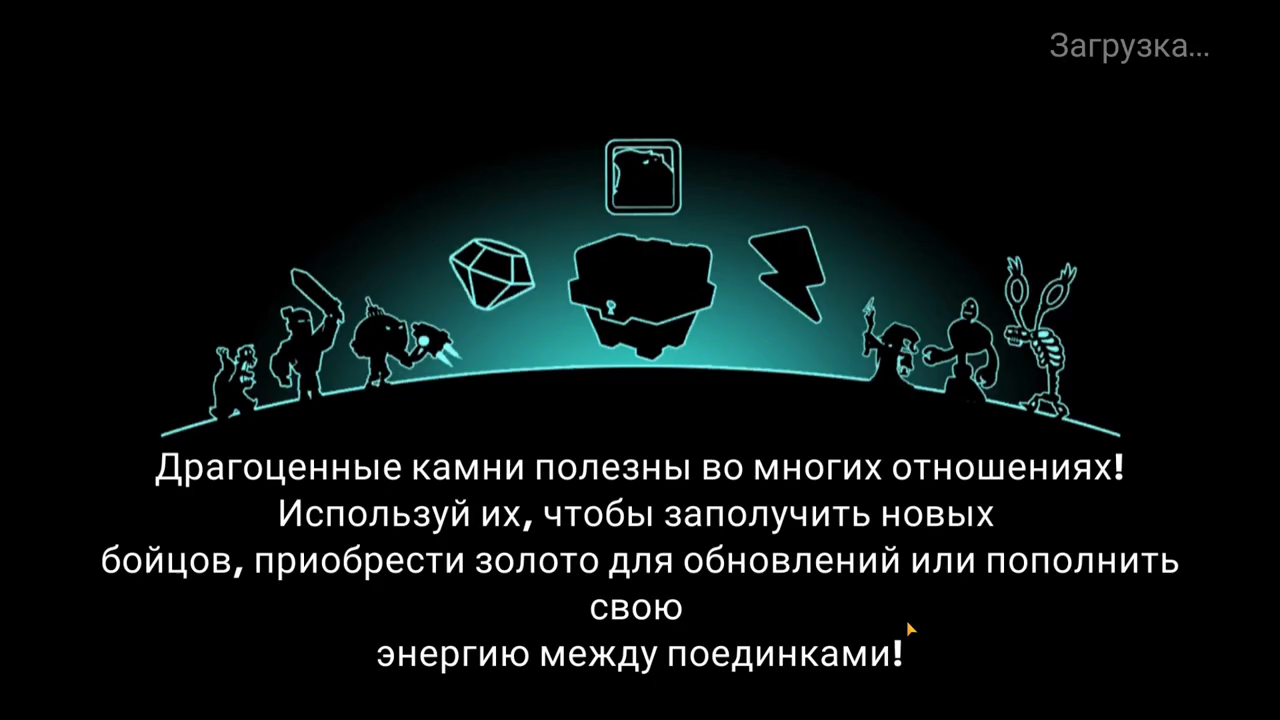 Загрузка...
Драгоценные камни полезны во многих отношениях!
Используй их, чтобы заполучить новых
бойцов, приобрести золото для обновлений или пополнить
свою
энергию между поединками!